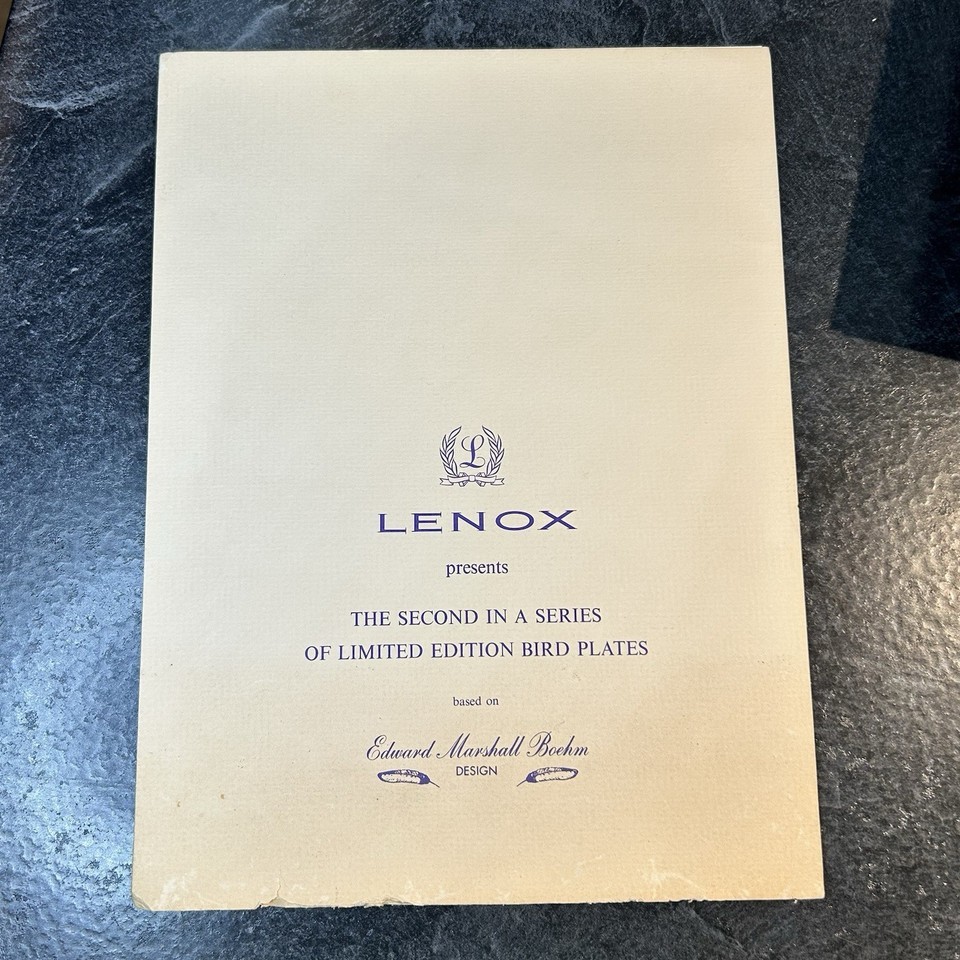 L
LENOX
presents
THE SECOND IN A SERIES
OF LIMITED EDITION BIRD PLATES
based on
Edward Marshall Boehm
DESIGN